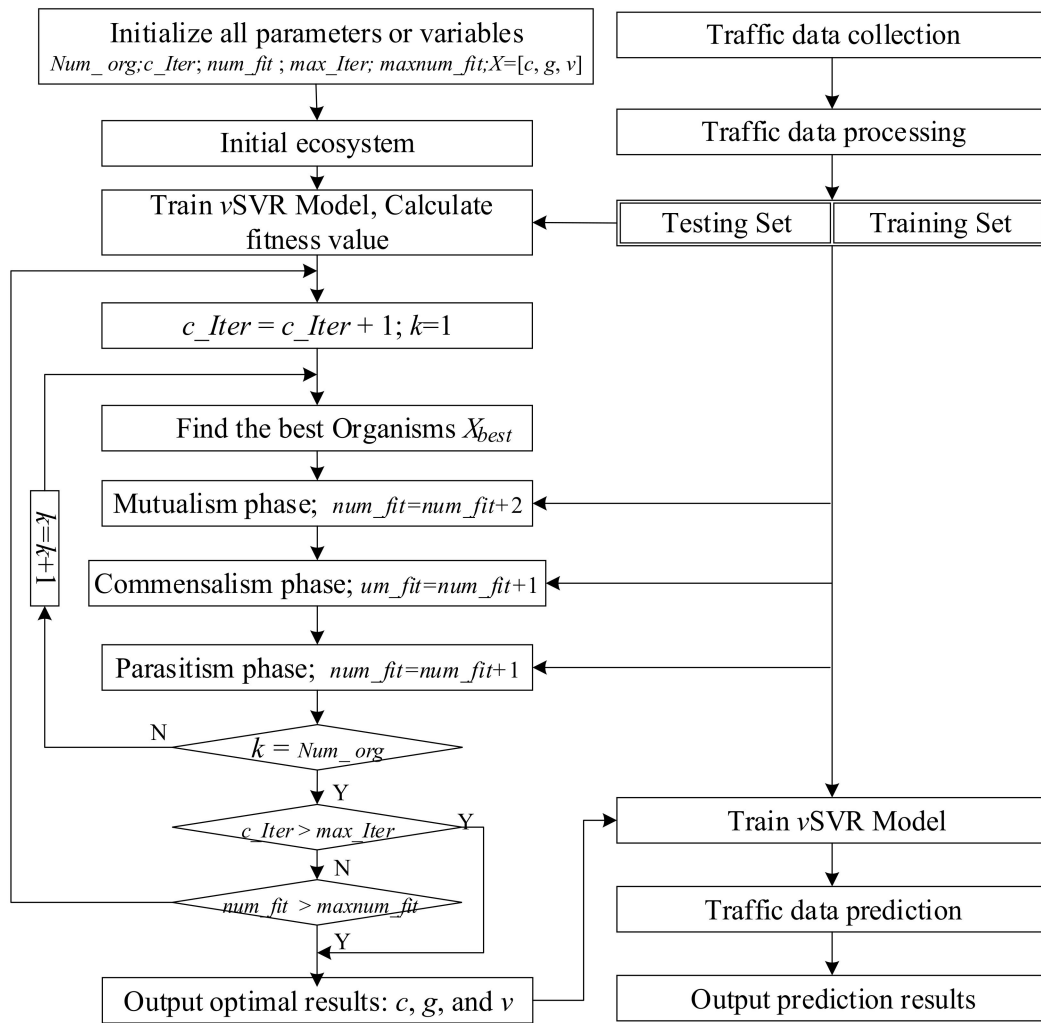 Initialize all parameters or variables
Num_ org;c_Iter; num_fit ; max_Iter; maxnum_fit;X=[c, g, v]
Initial ecosystem
Train vSVR Model, Calculate
fitness value
c_Iter = c_Iter + 1; k=1
Find the best Organisms Xbest
Mutualism phase; num_fit=num_fit+2
k=k+1
Commensalism phase; um_fit=num_fit+1
Parasitism phase; num_fit=num_fit+1
N
k = Num_ org
Y
c_Iter > max_Iter
Y
N
num_fit > maxnum_fit
Y
Output optimal results: c, g, and v
Traffic data collection
Traffic data processing
Testing Set
Training Set
Train vSVR Model
Traffic data prediction
Output prediction results